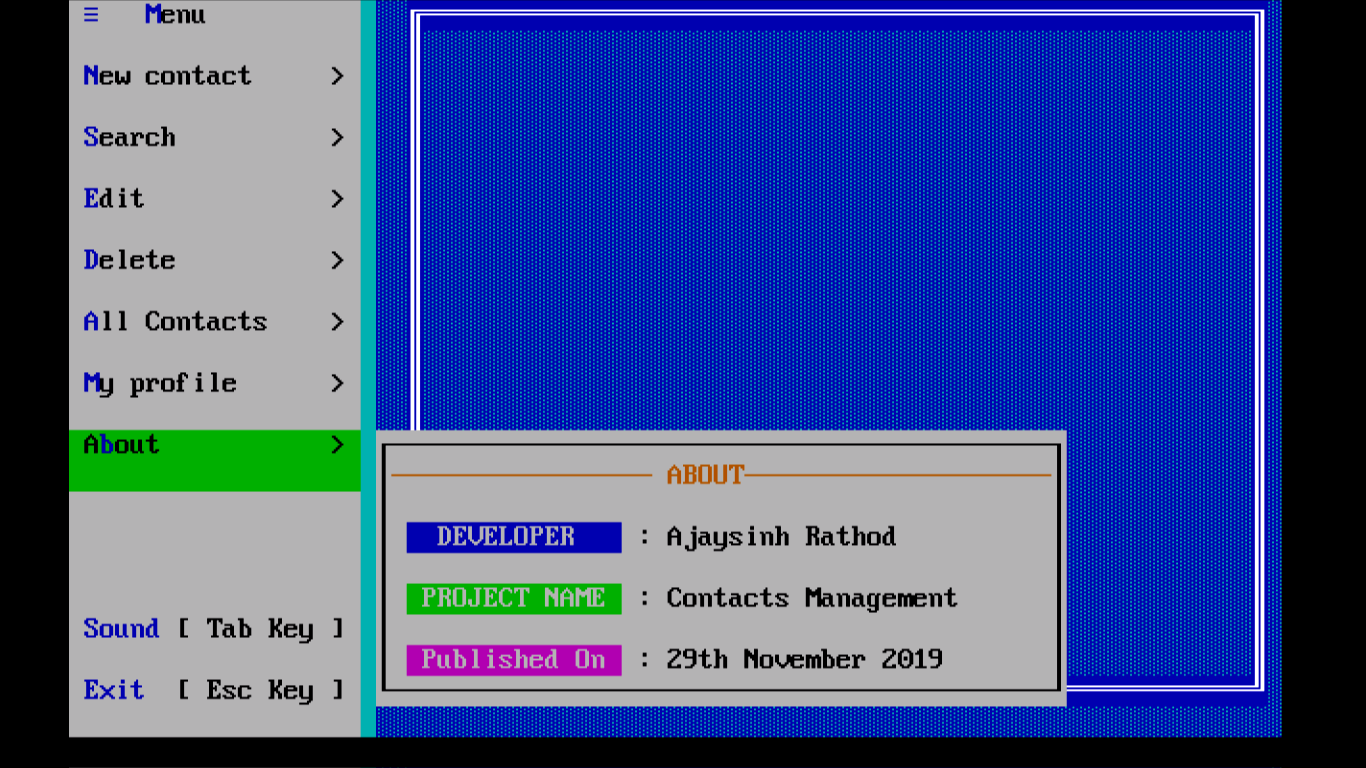 ≡ Menu
New contact >
Search >
Edit >
Delete >
All Contacts >
My profile >
About >
Sound [ Tab Key ]
Exit [ Esc Key ]
ABOUT
DEVELOPER : Ajaysinh Rathod
PROJECT NAME : Contacts Management
Published On : 29th November 2019